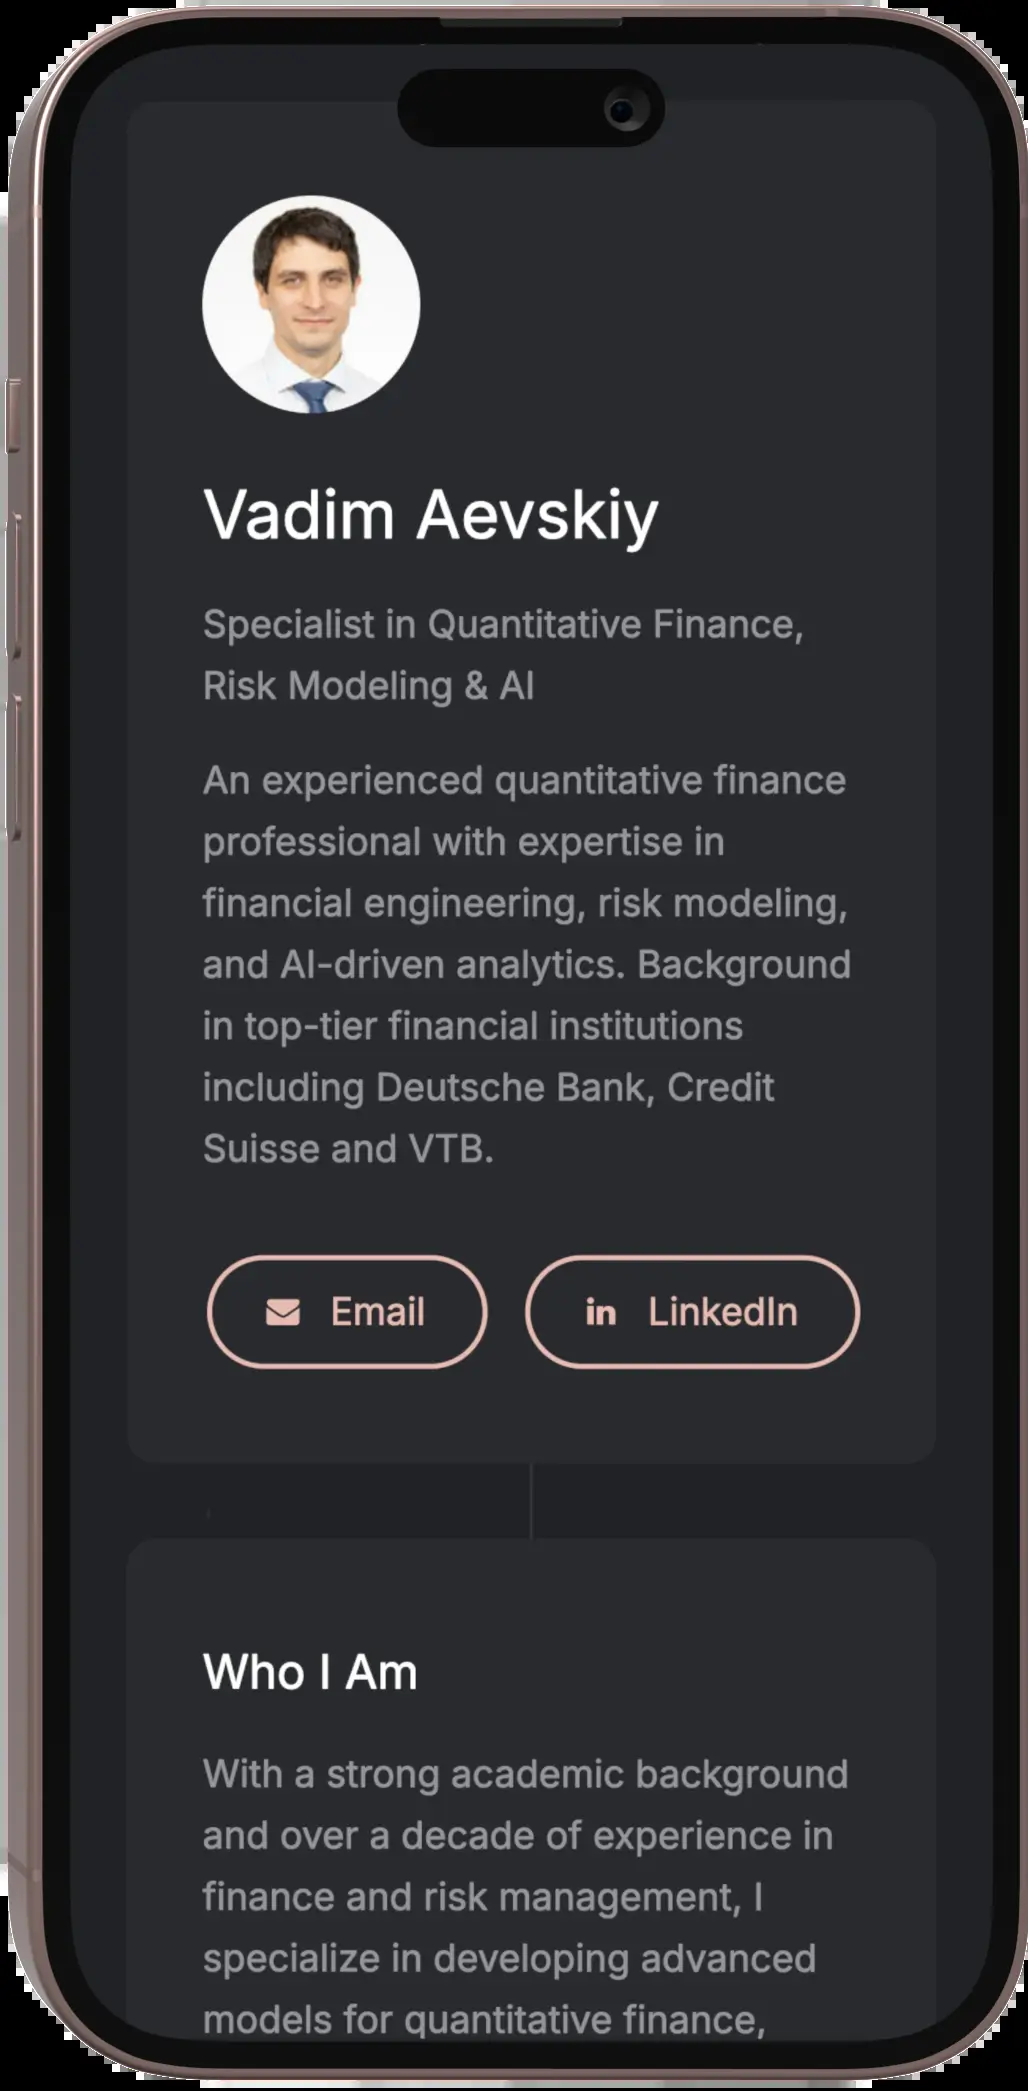 Vadim Aevskiy
Specialist in Quantitative Finance,
Risk Modeling & AI
An experienced quantitative finance
professional with expertise in
financial engineering, risk modeling,
and AI-driven analytics. Background
in top-tier financial institutions
including Deutsche Bank, Credit
Suisse and VTB.
Email
in LinkedIn
Who I Am
With a strong academic background
and over a decade of experience in
finance and risk management, I
specialize in developing advanced
models for quantitative finance,